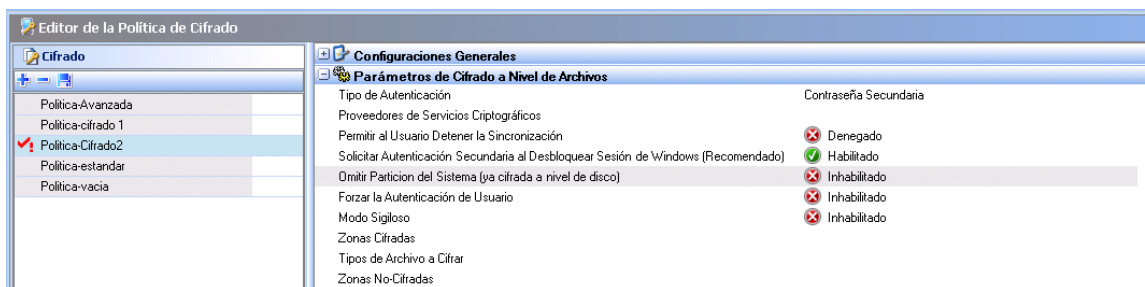 Editor de la Política de Cifrado
Cifrado
Politica-Avanzada
Politica-cifrado 1
Politica-Cifrado2
Politica-estandar
Politica-vacia
Configuraciones Generales
Parámetros de Cifrado a Nivel de Archivos
Tipo de Autenticación Contraseña Secundaria
Proveedores de Servicios Criptográficos
Permitir al Usuario Detener la Sincronización Denegado
Solicitar Autenticación Secundaria al Desbloquear Sesión de Windows (Recomendado) Habilitado
Omitir Particion del Sistema (ya cifrada a nivel de disco) Inhabilitado
Forzar la Autenticación de Usuario Inhabilitado
Modo Sigiloso Inhabilitado
Zonas Cifradas
Tipos de Archivo a Cifrar
Zonas No-Cifradas